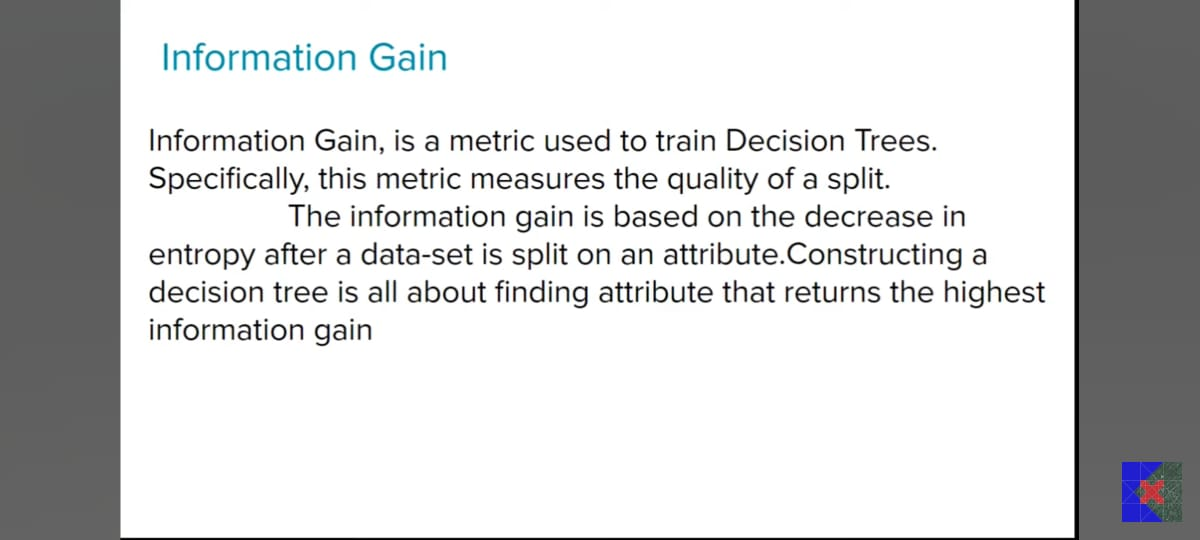 Information Gain
Information Gain, is a metric used to train Decision Trees.
Specifically, this metric measures the quality of a split.
The information gain is based on the decrease in
entropy after a data-set is split on an attribute.Constructing a
decision tree is all about finding attribute that returns the highest
information gain